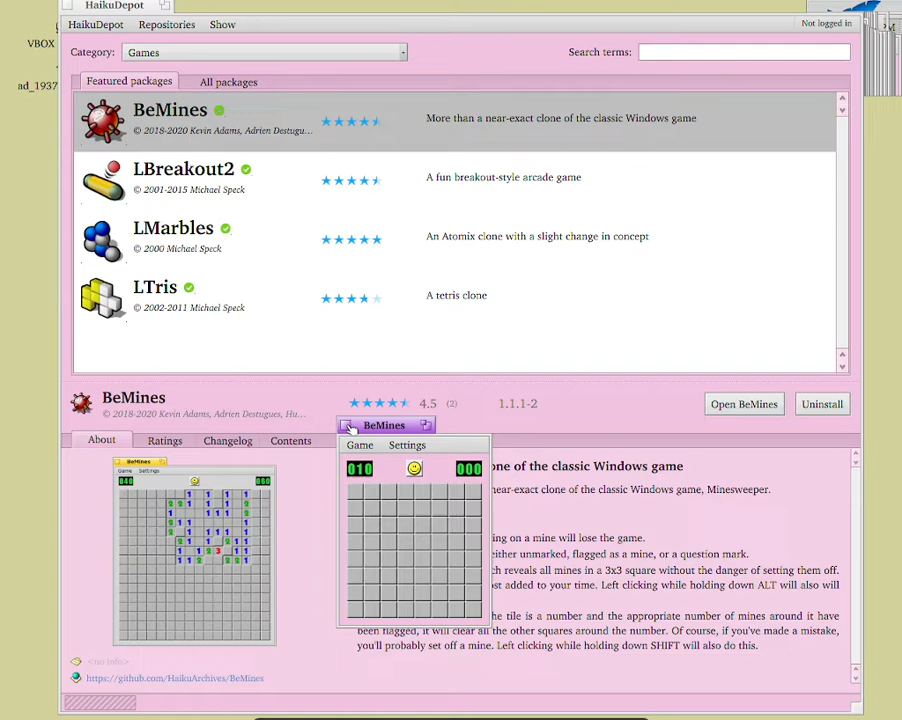 HaikuDepot
HaikuDepot Repositories Show Not logged in
VBOX
Category: Games Search terms:
ad_1937
Featured packages All packages
BeMines
© 2018-2020 Kevin Adams, Adrien Destugu...
More than a near-exact clone of the classic Windows game
LBreakout2
© 2001-2015 Michael Speck
A fun breakout-style arcade game
LMarbles
© 2000 Michael Speck
An Atomix clone with a slight change in concept
LTris
© 2002-2011 Michael Speck
A tetris clone
BeMines
© 2018-2020 Kevin Adams, Adrien Destugues, Hu...
4.5 (2) 1.1.1-2 Open BeMines Uninstall
BeMines
About Ratings Changelog Contents
Game Settings
010 000
BeMines
Game Settings
040 060
one of the classic Windows game
near-exact clone of the classic Windows game, Minesweeper.
ing on a mine will lose the game.
either unmarked, flagged as a mine, or a question mark.
ch reveals all mines in a 3x3 square without the danger of setting them off.
ost added to your time. Left clicking while holding down ALT will also will
the tile is a number and the appropriate number of mines around it have
been flagged, it will clear all the other squares around the number. Of course, if you've made a mistake,
you'll probably set off a mine. Left clicking while holding down SHIFT will also do this.
<no info>
https://github.com/HaikuArchives/BeMines